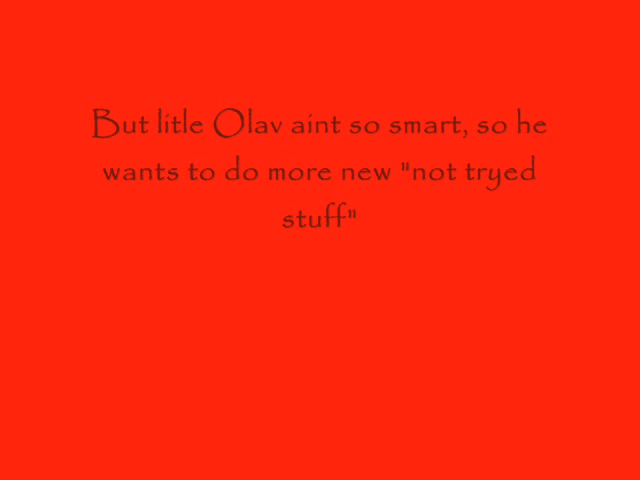 But litle Olav aint so smart, so he
wants to do more new "not tryed
stuff"